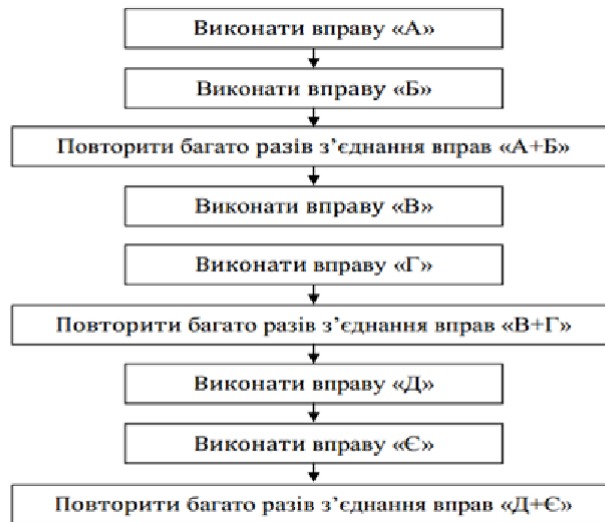 Виконати вправу «А»
Виконати вправу «Б»
Повторити багато разів з’єднання вправ «А+Б»
Виконати вправу «В»
Виконати вправу «Г»
Повторити багато разів з’єднання вправ «В+Г»
Виконати вправу «Д»
Виконати вправу «Є»
Повторити багато разів з’єднання вправ «Д+Є»